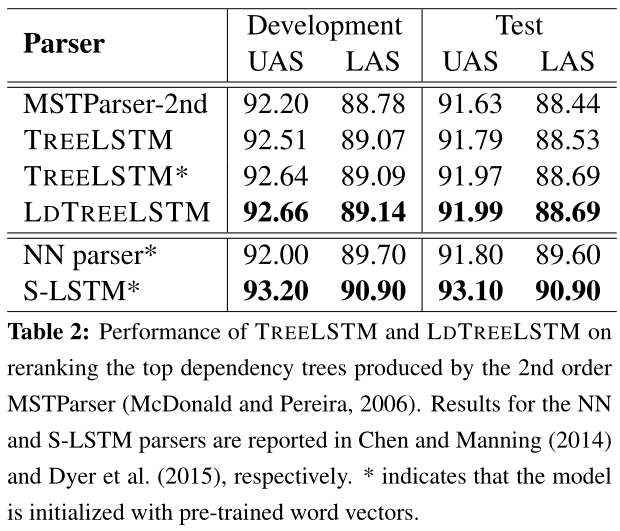 Parser Development Test
UAS LAS UAS LAS
MSTParser-2nd 92.20 88.78 91.63 88.44
TREELSTM 92.51 89.07 91.79 88.53
TREELSTM* 92.64 89.09 91.97 88.69
LDTREELSTM 92.66 89.14 91.99 88.69
NN parser* 92.00 89.70 91.80 89.60
S-LSTM* 93.20 90.90 93.10 90.90
Table 2: Performance of TREELSTM and LDTREELSTM on
reranking the top dependency trees produced by the 2nd order
MSTParser (McDonald and Pereira, 2006). Results for the NN
and S-LSTM parsers are reported in Chen and Manning (2014)
and Dyer et al. (2015), respectively. * indicates that the model
is initialized with pre-trained word vectors.